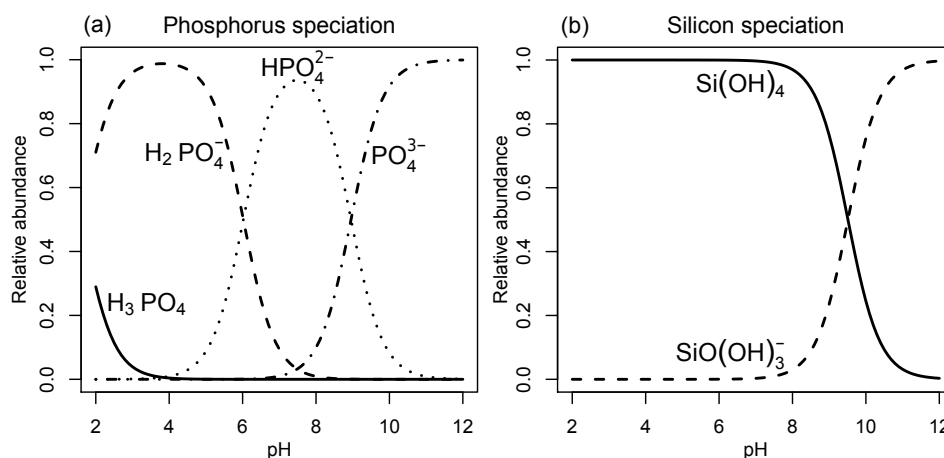 (a) Phosphorus speciation
Relative abundance
0.0 0.2 0.4 0.6 0.8 1.0
H₃PO₄
H₂PO₄⁻
HPO₄²⁻
PO₄³⁻
2 4 6 8 10 12
pH
(b) Silicon speciation
Relative abundance
0.0 0.2 0.4 0.6 0.8 1.0
Si(OH)₄
SiO(OH)₃⁻
2 4 6 8 10 12
pH